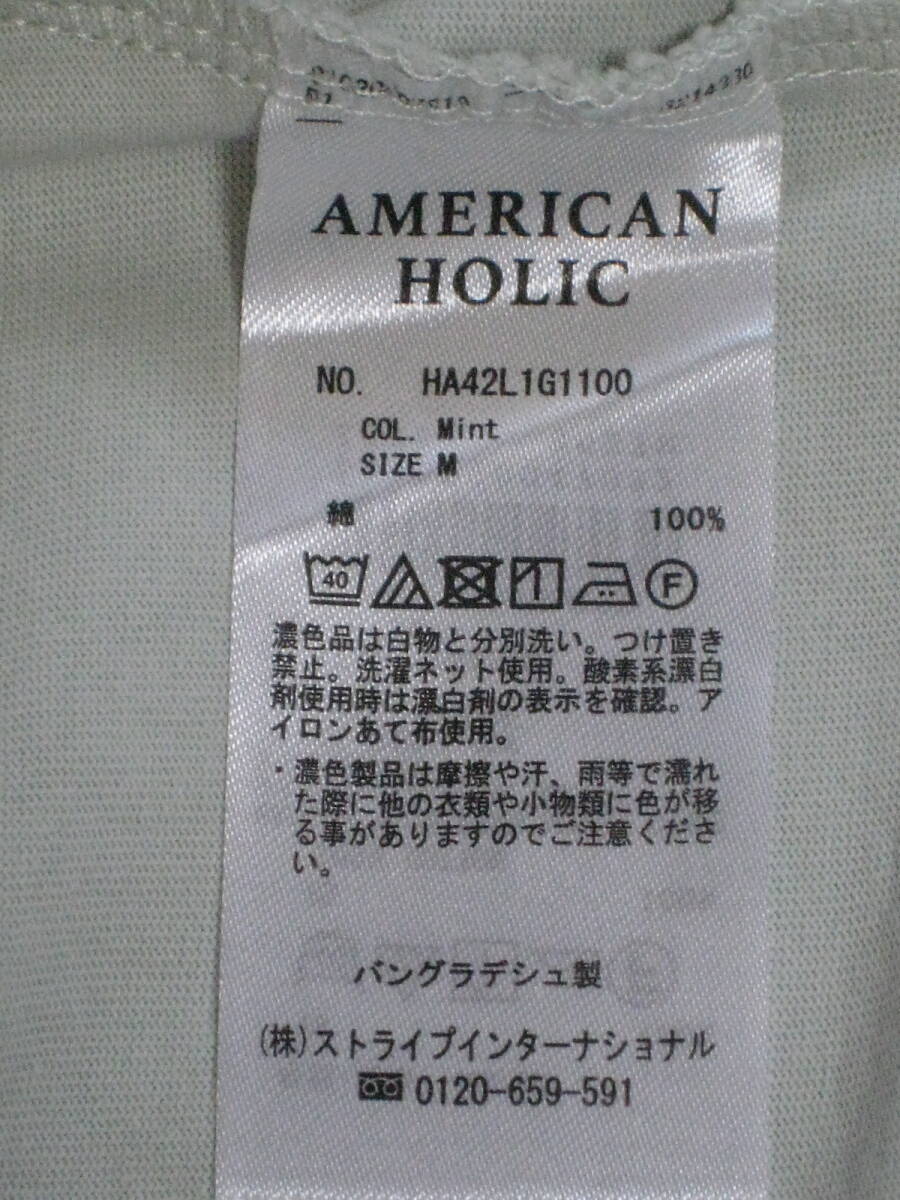 AMERICAN
HOLIC
NO. HA42L1G1100
COL. Mint
SIZE M
綿 100%
40 F
濃色品は白物と分別洗い。つけ置き
禁止。洗濯ネット使用。酸素系漂白
剤使用時は漂白剤の表示を確認。ア
イロンあて布使用。
・濃色製品は摩擦や汗、雨等で濡れ
た際に他の衣類や小物類に色が移
る事がありますのでご注意くださ
い。
バングラデシュ製
(株)ストライプインターナショナル
0120-659-591